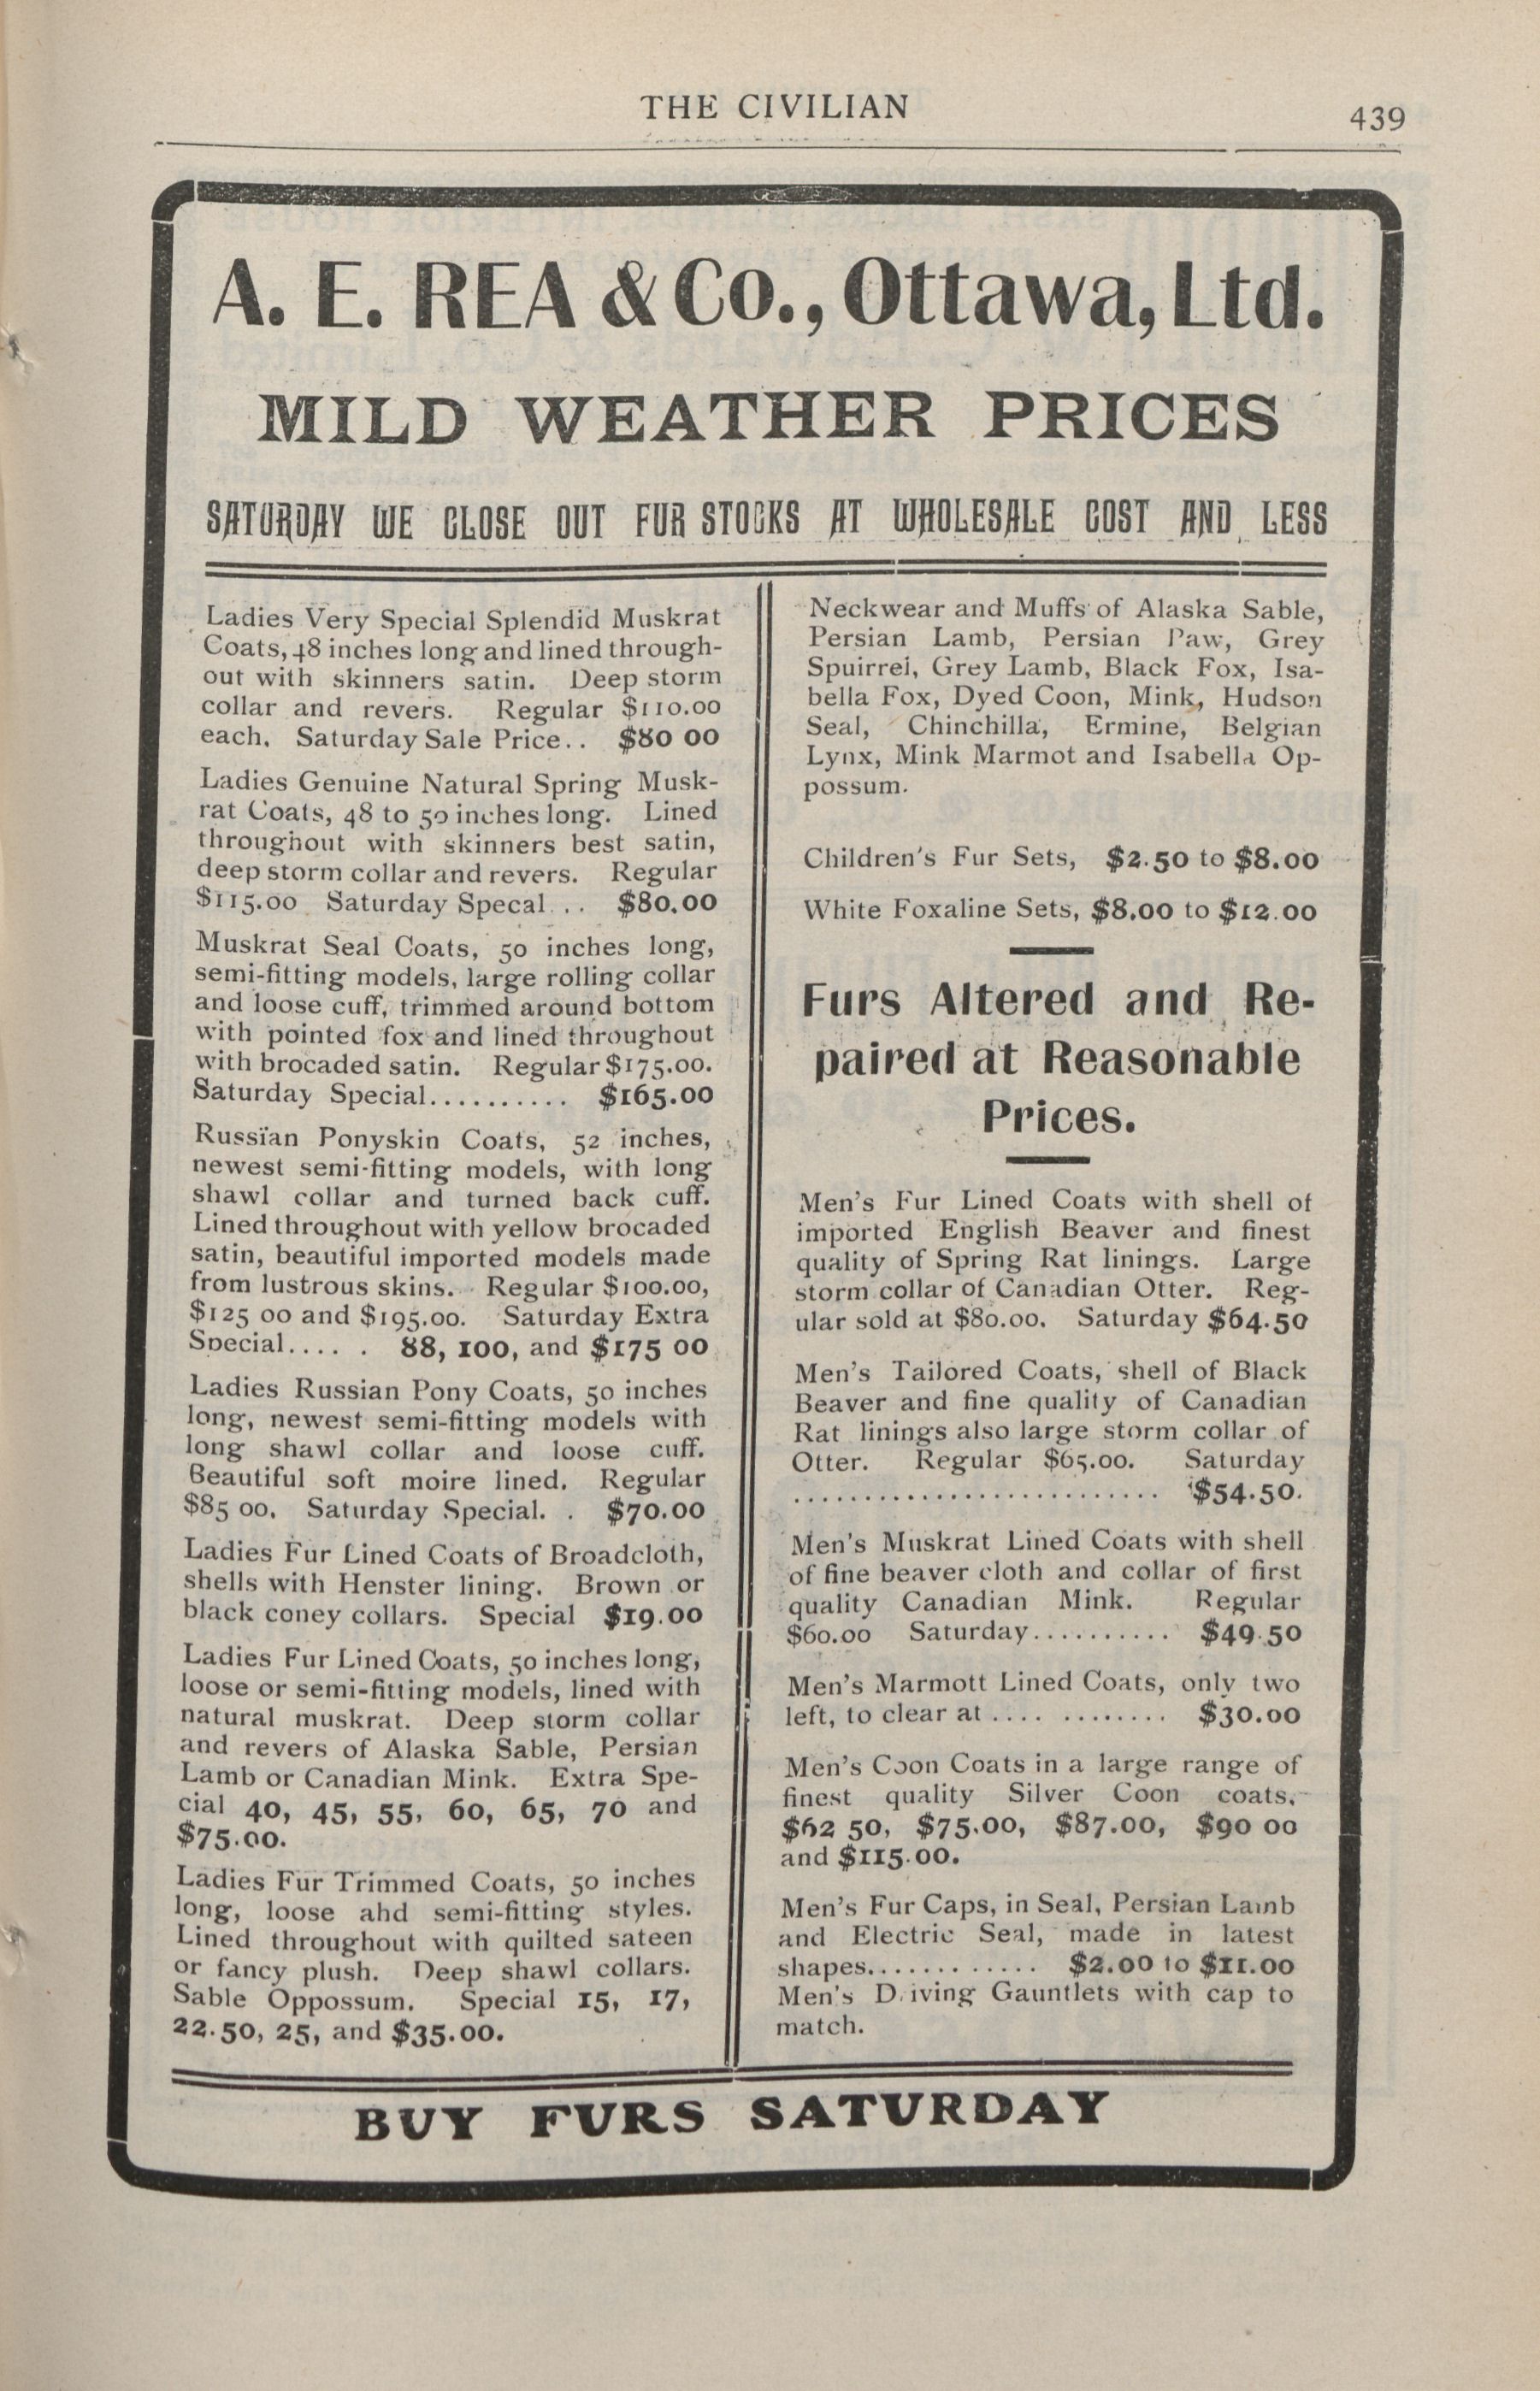 THE CIVILIAN
439
A. E. REA & Co., Ottawa, Ltd.
MILD WEATHER PRICES
SATURDAY WE CLOSE OUT FUR STOCKS AT WHOLESALE COST AND LESS
Ladies Very Special Splendid Muskrat
Coats, 48 inches long and lined through-
out with skinners satin. Deep storm
collar and revers. Regular $110.00
each. Saturday Sale Price.. $80 00
Ladies Genuine Natural Spring Musk-
rat Coats, 48 to 50 inches long. Lined
throughout with skinners best satin,
deep storm collar and revers. Regular
$115.00 Saturday Specal... $80.00
Muskrat Seal Coats, 50 inches long,
semi-fitting models, large rolling collar
and loose cuff, trimmed around bottom
with pointed fox and lined throughout
with brocaded satin. Regular $175.00.
Saturday Special.......... $165.00
Russian Ponyskin Coats, 52 inches,
newest semi-fitting models, with long
shawl collar and turned back cuff.
Lined throughout with yellow brocaded
satin, beautiful imported models made
from lustrous skins. Regular $100.00,
$125 00 and $195.00. Saturday Extra
Special.... . 88, 100, and $175 00
Ladies Russian Pony Coats, 50 inches
long, newest semi-fitting models with
long shawl collar and loose cuff.
Beautiful soft moire lined. Regular
$85 00. Saturday Special. . $70.00
Ladies Fur Lined Coats of Broadcloth,
shells with Henster lining. Brown or
black coney collars. Special $19.00
Ladies Fur Lined Coats, 50 inches long,
loose or semi-fitting models, lined with
natural muskrat. Deep storm collar
and revers of Alaska Sable, Persian
Lamb or Canadian Mink. Extra Spe-
cial 40, 45, 55, 60, 65, 70 and
$75.00.
Ladies Fur Trimmed Coats, 50 inches
long, loose ahd semi-fitting styles.
Lined throughout with quilted sateen
or fancy plush. Deep shawl collars.
Sable Oppossum. Special 15, 17,
22.50, 25, and $35.00.
Neckwear and Muffs of Alaska Sable,
Persian Lamb, Persian Paw, Grey
Spuirrel, Grey Lamb, Black Fox, Isa-
bella Fox, Dyed Coon, Mink, Hudson
Seal, Chinchilla, Ermine, Belgian
Lynx, Mink Marmot and Isabella Op-
possum.
Children's Fur Sets, $2.50 to $8.00
White Foxaline Sets, $8.00 to $12.00
Furs Altered and Re-
paired at Reasonable
Prices.
Men's Fur Lined Coats with shell of
imported English Beaver and finest
quality of Spring Rat linings. Large
storm collar of Canadian Otter. Reg-
ular sold at $80.00. Saturday $64.50
Men's Tailored Coats, shell of Black
Beaver and fine quality of Canadian
Rat linings also large storm collar of
Otter. Regular $65.00. Saturday
.......................... $54.50.
Men's Muskrat Lined Coats with shell
of fine beaver cloth and collar of first
quality Canadian Mink. Regular
$60.00 Saturday.......... $49.50
Men's Marmott Lined Coats, only two
left, to clear at .... ........ $30.00
Men's Coon Coats in a large range of
finest quality Silver Coon coats.
$62 50, $75.00, $87.00, $90 00
and $115.00.
Men's Fur Caps, in Seal, Persian Lamb
and Electric Seal, made in latest
shapes............ $2.00 to $11.00
Men's Driving Gauntlets with cap to
match.
BUY FURS SATURDAY